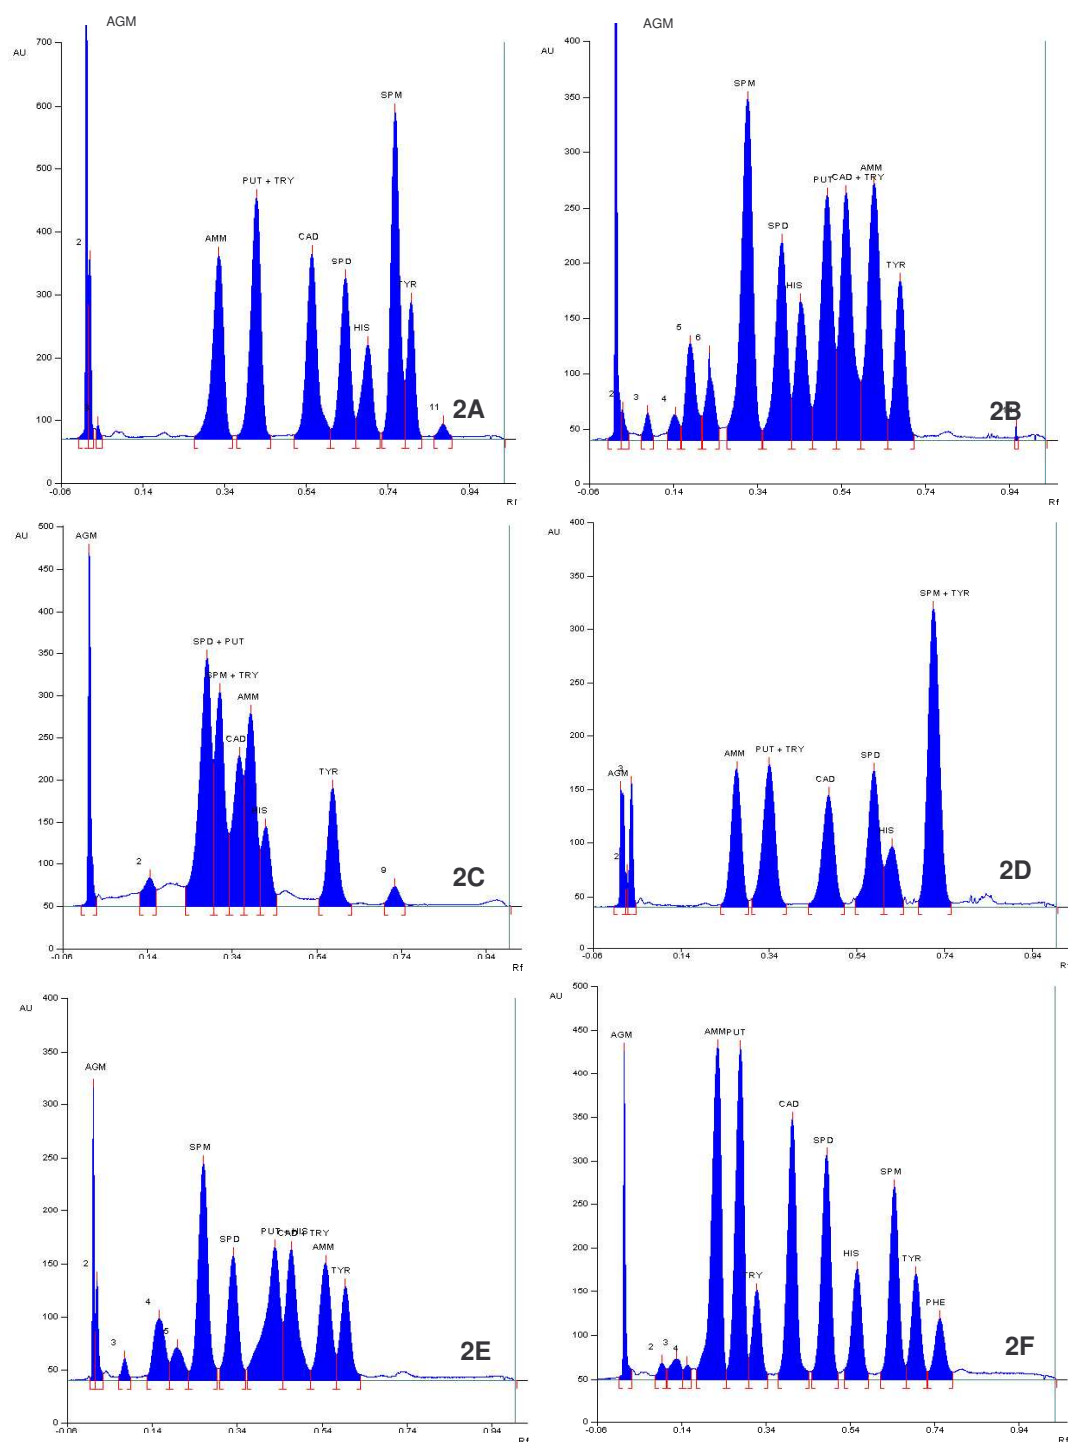 AGM
AU
700
600
500
400
300
200
100
0
2
AMM
PUT + TRY
CAD
SPD
HIS
SPM
TYR
11
2A
-0.06 0.14 0.34 0.54 0.74 0.94
Rf
AGM
AU
400
350
300
250
200
150
100
50
0
2
3
4
5
6
SPM
SPD
HIS
PUT
CAD + TRY
AMM
TYR
2B
-0.06 0.14 0.34 0.54 0.74 0.94
Rf
AU
500
450
400
350
300
250
200
150
100
50
0
AGM
2
SPD + PUT
SPM + TRY
CAD
AMM
HIS
TYR
9
2C
-0.06 0.14 0.34 0.54 0.74 0.94
Rf
AU
400
350
300
250
200
150
100
50
0
AGM
2
3
AMM
PUT + TRY
CAD
SPD
HIS
SPM + TYR
2D
-0.06 0.14 0.34 0.54 0.74 0.94
Rf
AU
400
350
300
250
200
150
100
50
0
AGM
2
3
4
5
SPM
SPD
PUT + HIS
CAD + TRY
AMM
TYR
2E
-0.06 0.14 0.34 0.54 0.74 0.94
Rf
AU
500
450
400
350
300
250
200
150
100
50
0
AGM
2
3
4
AMM
PUT
TRY
CAD
SPD
HIS
SPM
TYR
PHE
2F
-0.06 0.14 0.34 0.54 0.74 0.94
Rf